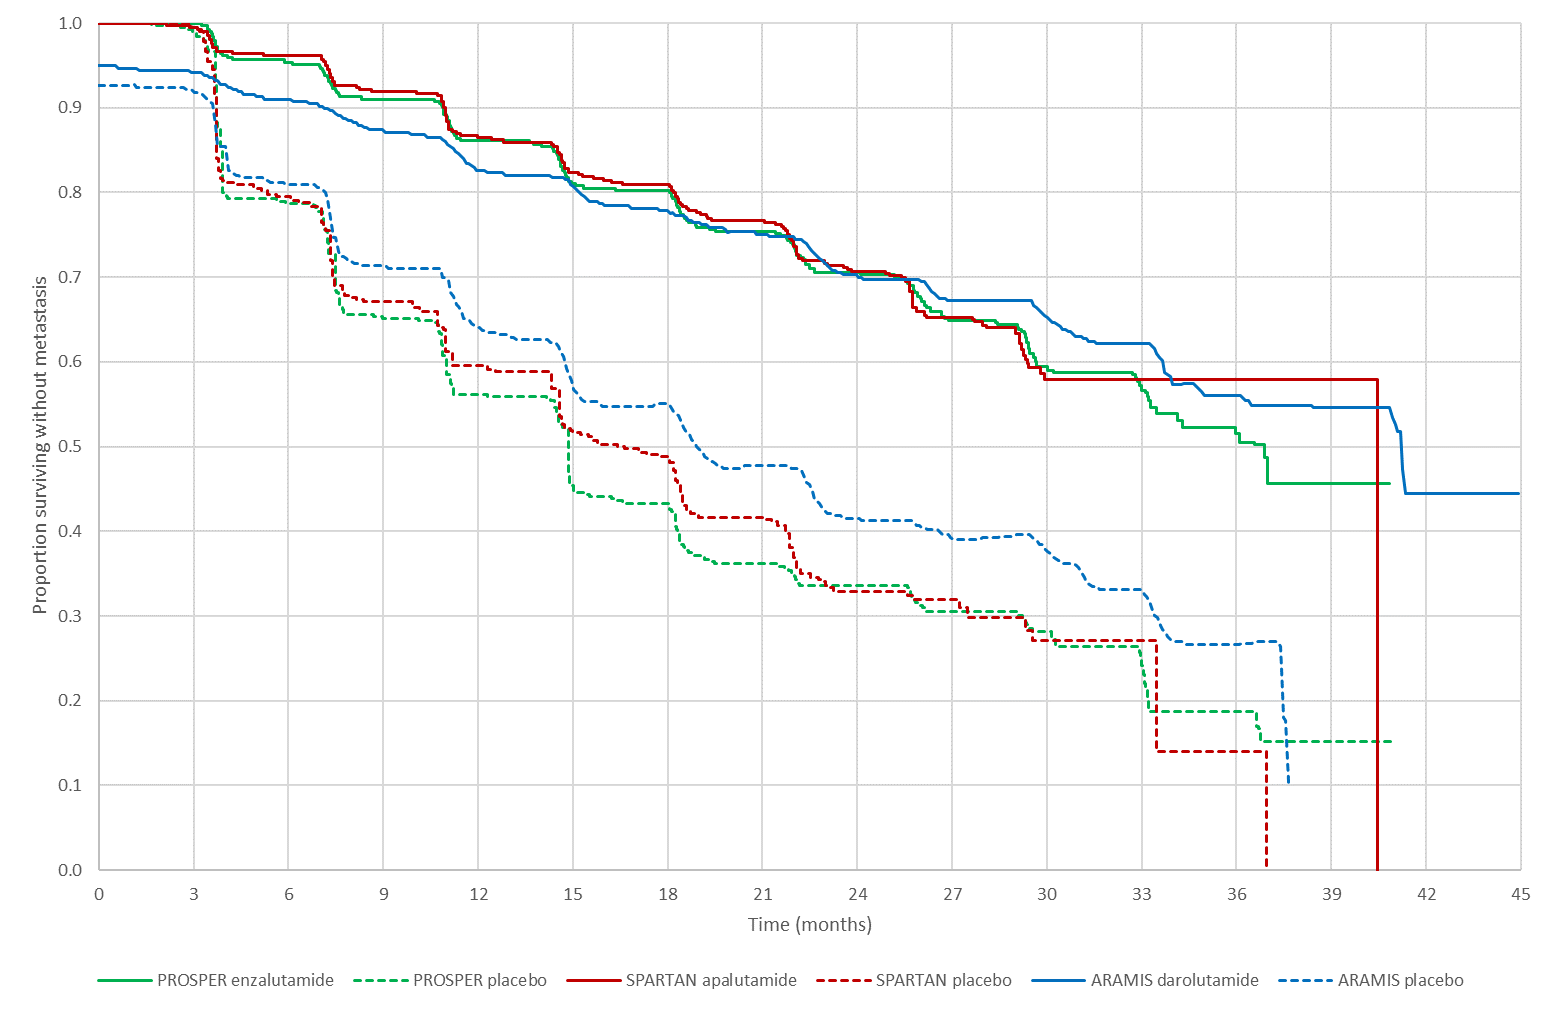 Proportion surviving without metastasis
1.0
0.9
0.8
0.7
0.6
0.5
0.4
0.3
0.2
0.1
0.0
0 3 6 9 12 15 18 21 24 27 30 33 36 39 42 45
Time (months)
PROSPER enzalutamide PROSPER placebo SPARTAN apalutamide SPARTAN placebo ARAMIS darolutamide ARAMIS placebo